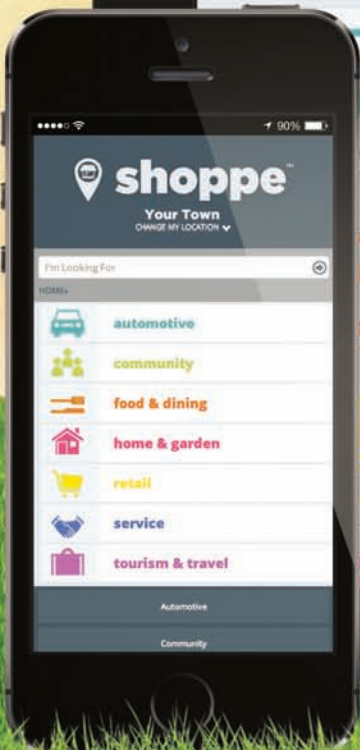 90%
shoppe™
Your Town
CHANGE MY LOCATION
I'm Looking For
HOME»
automotive
community
food & dining
home & garden
retail
service
tourism & travel
Automotive
Community